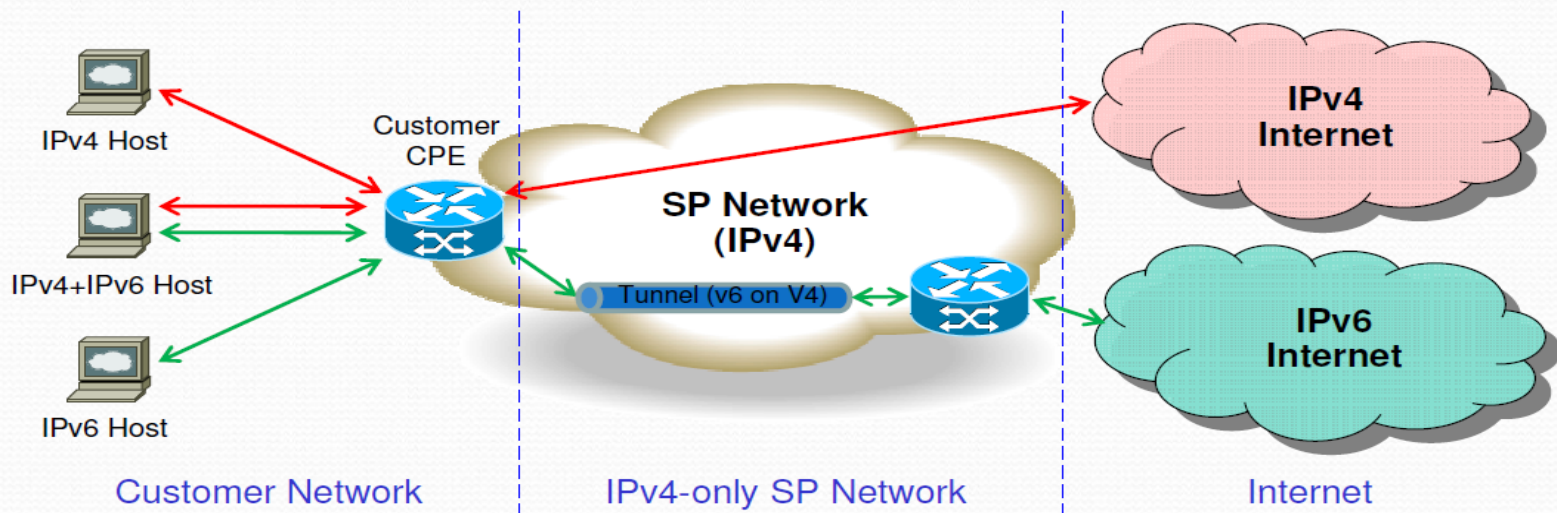 IPv4 Host
IPv4+IPv6 Host
IPv6 Host
Customer
CPE
SP Network
(IPv4)
Tunnel (v6 on V4)
IPv4
Internet
IPv6
Internet
Customer Network
IPv4-only SP Network
Internet